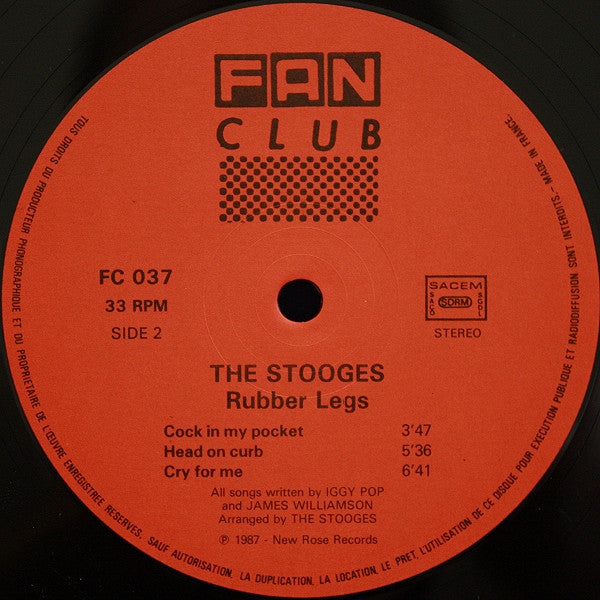 FAN
CLUB
FC 037
33 RPM
SIDE 2
SACEM
SACD
SDRM
SGDL
STEREO
THE STOOGES
Rubber Legs
Cock in my pocket 3'47
Head on curb 5'36
Cry for me 6'41
All songs written by IGGY POP
and JAMES WILLIAMSON
Arranged by THE STOOGES
℗ 1987 - New Rose Records
TOUS DROITS DU PRODUCTEUR PHONOGRAPHIQUE ET DU PROPRIETAIRE DE L'ŒUVRE ENREGISTREE RESERVES. SAUF AUTORISATION, LA DUPLICATION, LA LOCATION, LE PRET, L'UTILISATION DE CE DISQUE POUR EXECUTION PUBLIQUE ET RADIODIFFUSION SONT INTERDITS. - MADE IN FRANCE.